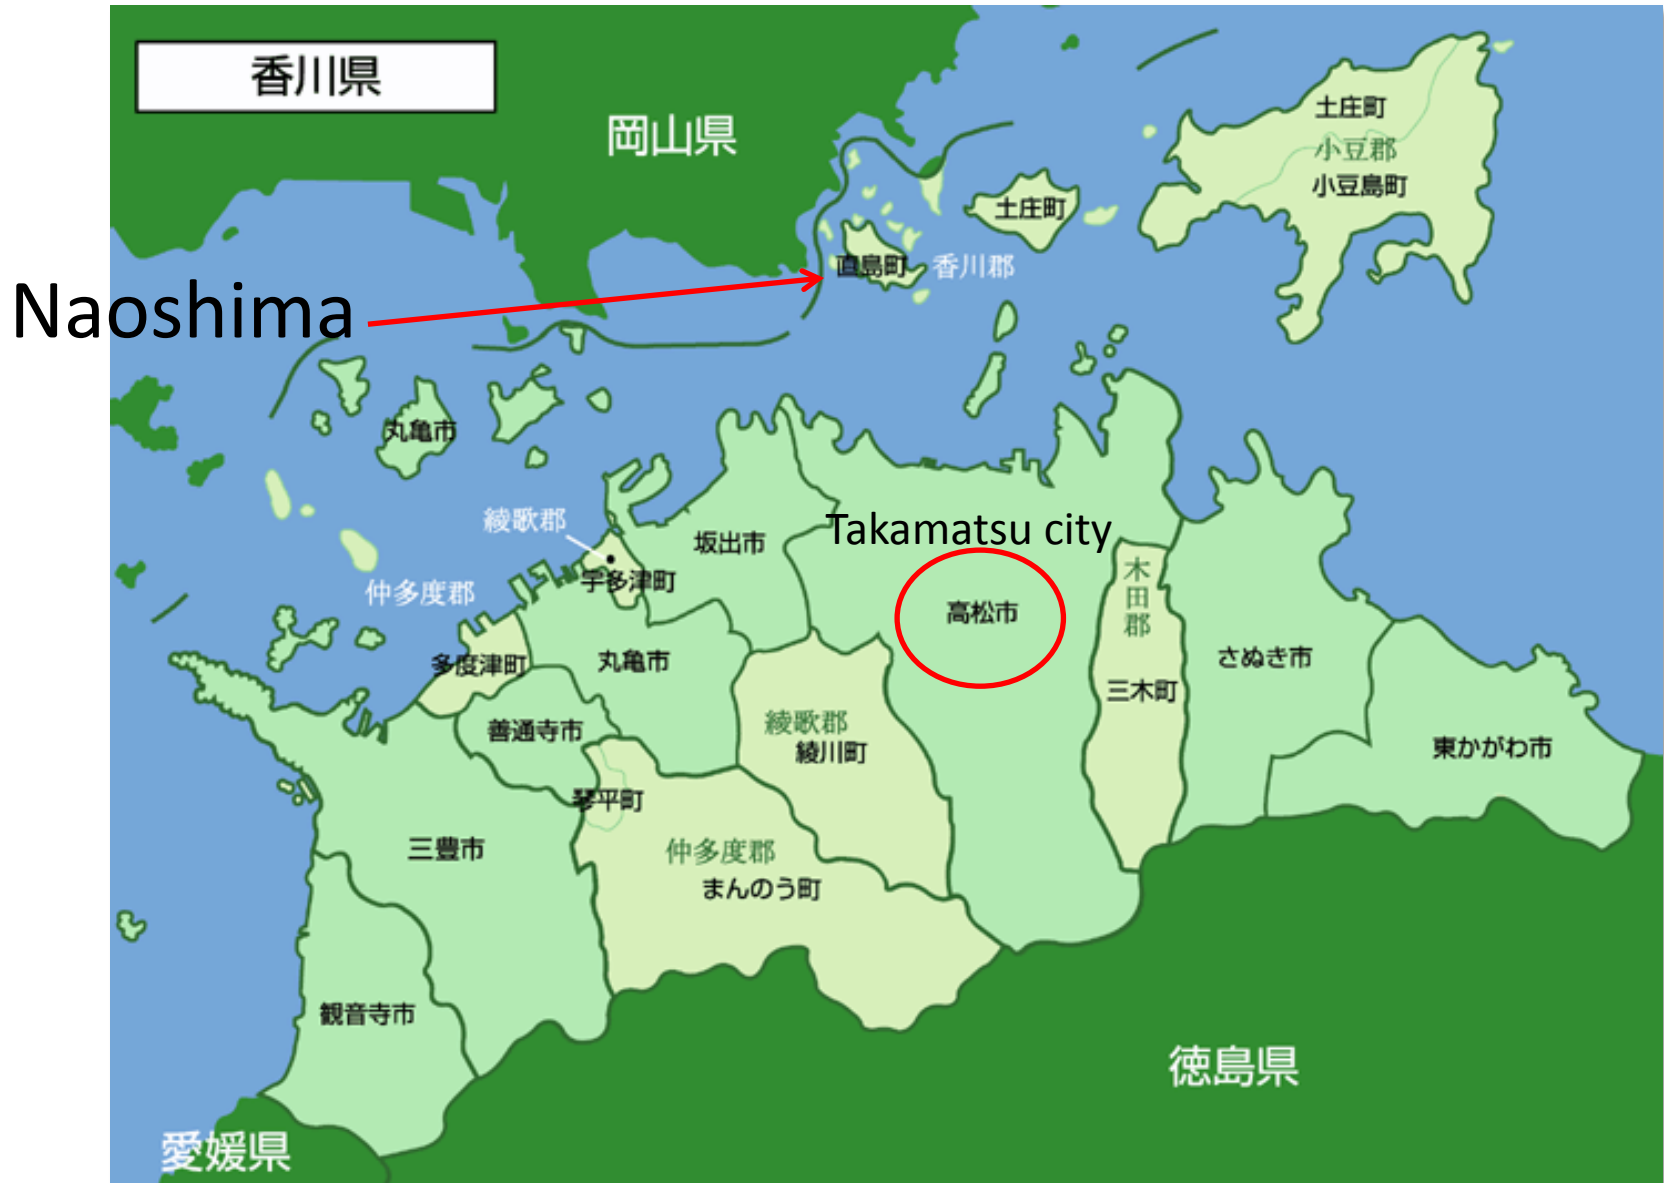 香川県
岡山県
土庄町
小豆郡
小豆島町
土庄町
直島町
香川郡
Naoshima
丸亀市
綾歌郡
坂出市
Takamatsu city
宇多津町
仲多度郡
高松市
木田郡
多度津町
丸亀市
さぬき市
三木町
善通寺市
綾歌郡
綾川町
東かがわ市
琴平町
三豊市
仲多度郡
まんのう町
観音寺市
徳島県
愛媛県